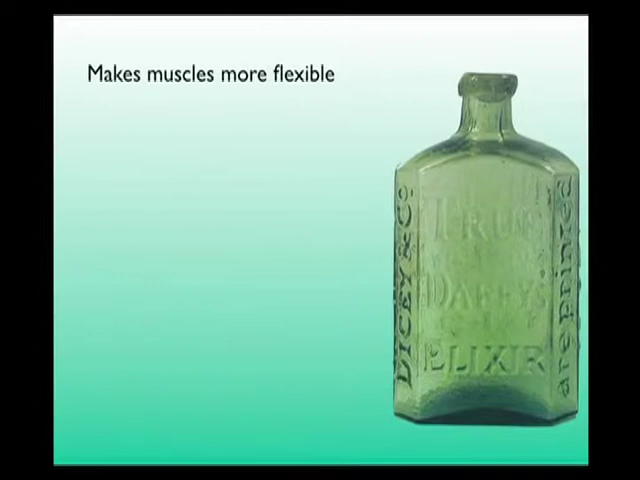 Makes muscles more flexible
DICEY & Co.
TRUE
DAFFY'S
ELIXIR
are printed